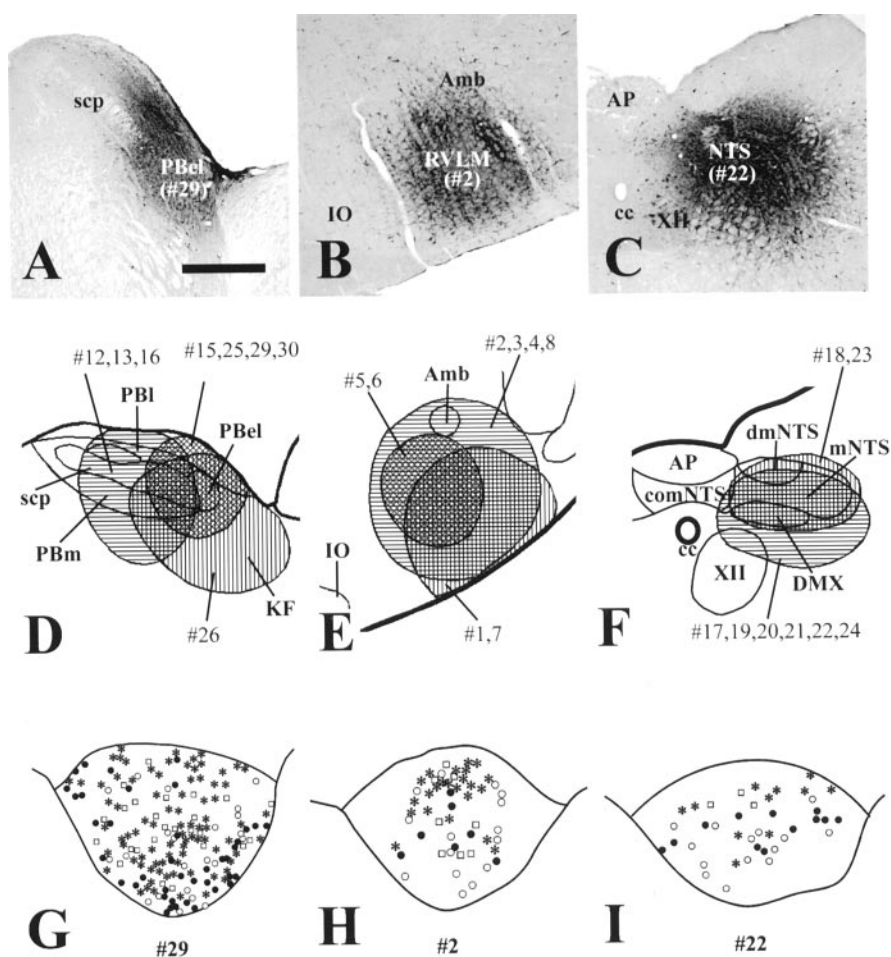 scp
PBel
(#29)
A
Amb
RVLM
(#2)
IO
B
AP
NTS
(#22)
cc
XII
C
#12,13,16
#15,25,29,30
PBl
PBel
scp
PBm
KF
#26
D
#2,3,4,8
#5,6
Amb
IO
#1,7
E
#18,23
dmNTS
mNTS
AP
comNTS
cc
XII
DMX
#17,19,20,21,22,24
F
G
#29
H
#2
I
#22